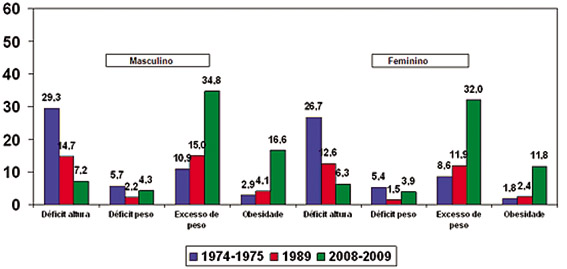 60
50
40
30
20
10
0
Masculino
Feminino
29,3
14,7
7,2
5,7
2,2
4,3
10,9
15,0
34,8
2,9
4,1
16,6
26,7
12,6
6,3
5,4
1,5
3,9
8,6
11,9
32,0
1,8
2,4
11,8
Déficit altura
Déficit peso
Excesso de
peso
Obesidade
Déficit altura
Déficit peso
Excesso de
peso
Obesidade
1974-1975 1989 2008-2009